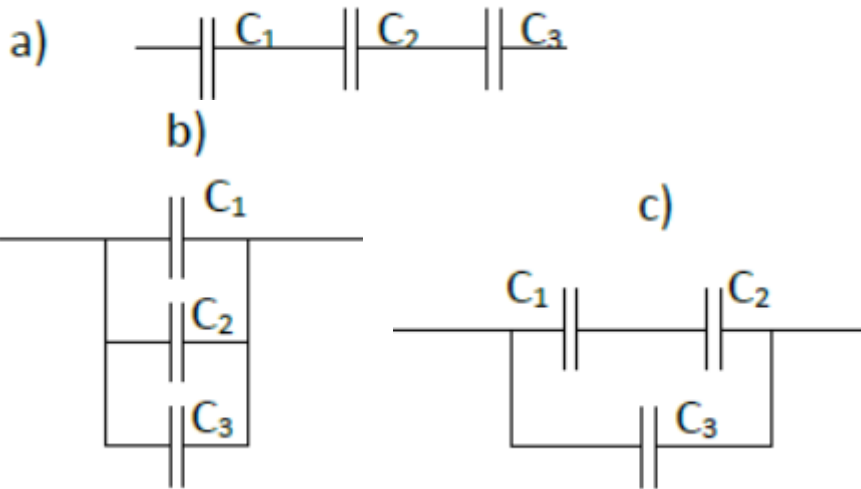 a) C₁ C₂ C₃
b)
C₁
C₂
C₃
c)
C₁ C₂
C₃